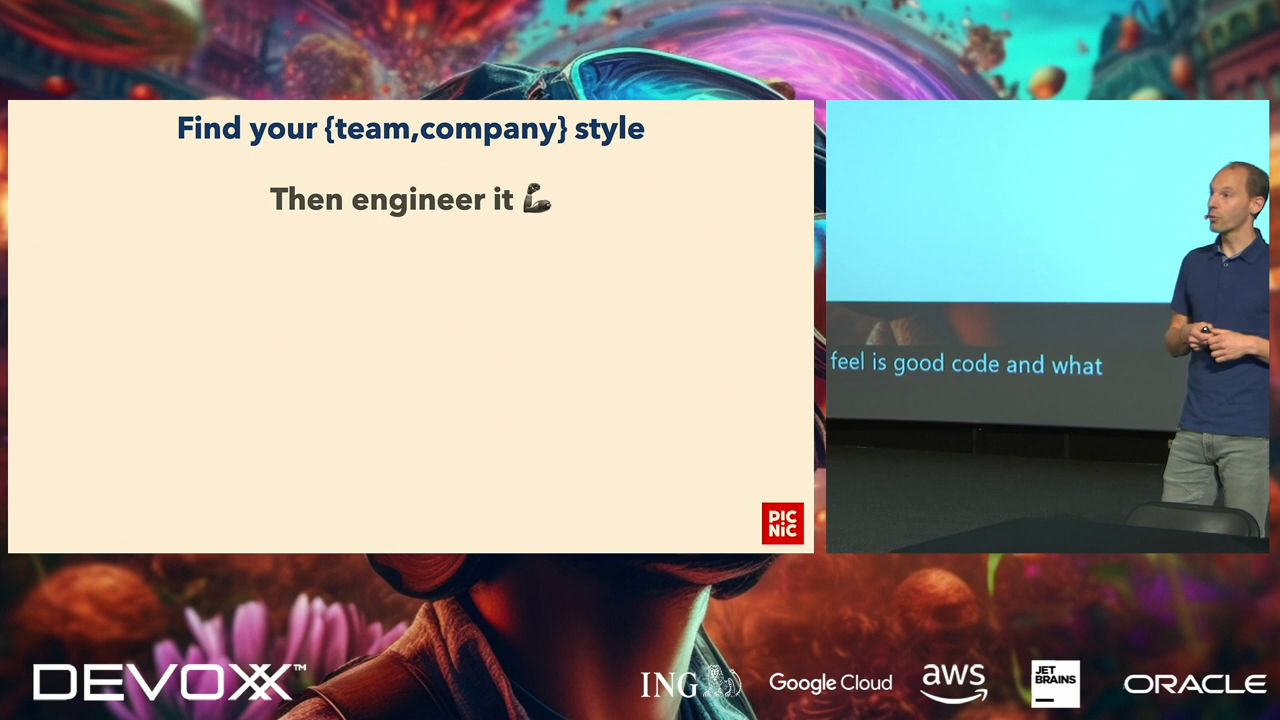 Find your {team,company} style
Then engineer it 💪
PIC
NIC
feel is good code and what
DEVOXX™
ING
Google Cloud
aws
JET
BRAINS
ORACLE